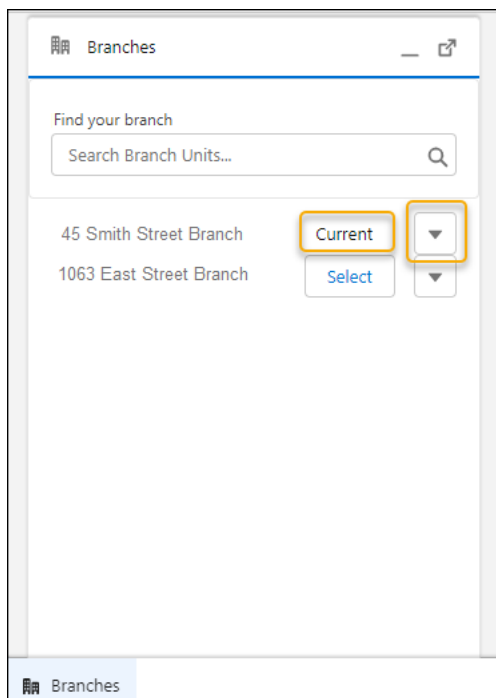 Branches
Find your branch
Search Branch Units...
45 Smith Street Branch Current
1063 East Street Branch Select
Branches